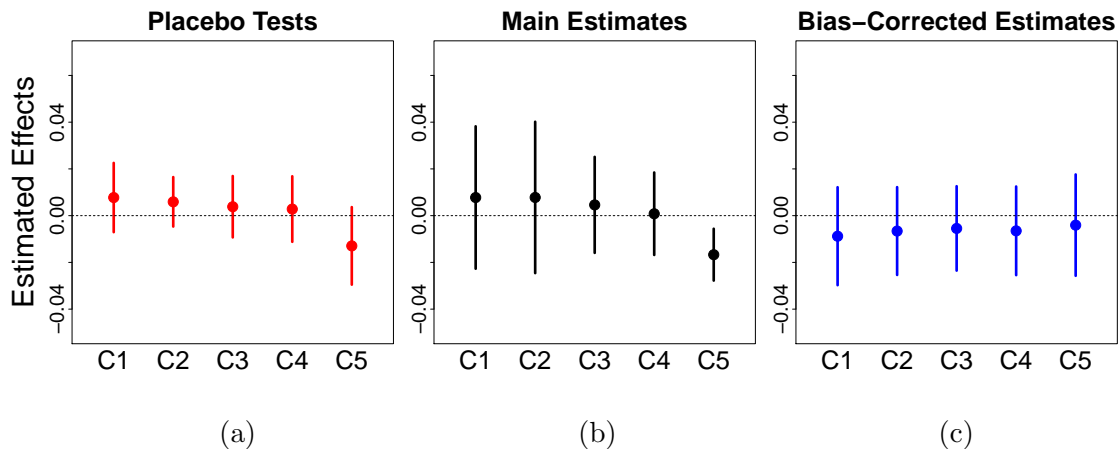 Placebo Tests
Main Estimates
Bias−Corrected Estimates
Estimated Effects
0.04
0.00
−0.04
0.04
0.00
−0.04
0.04
0.00
−0.04
C1 C2 C3 C4 C5
C1 C2 C3 C4 C5
C1 C2 C3 C4 C5
(a)
(b)
(c)